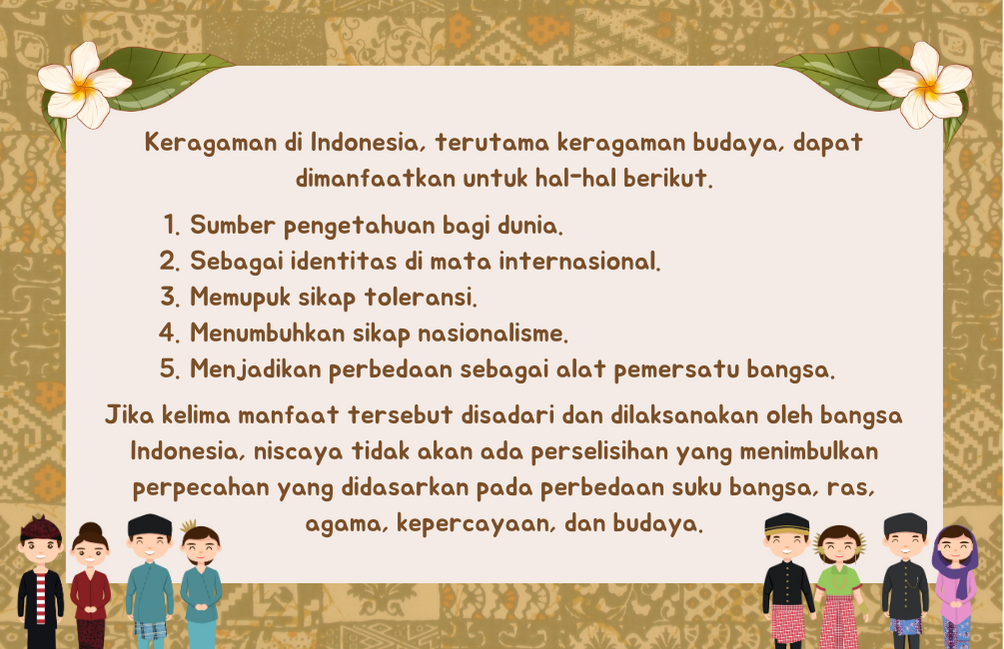 Keragaman di Indonesia, terutama keragaman budaya, dapat
dimanfaatkan untuk hal-hal berikut.
1. Sumber pengetahuan bagi dunia.
2. Sebagai identitas di mata internasional.
3. Memupuk sikap toleransi.
4. Menumbuhkan sikap nasionalisme.
5. Menjadikan perbedaan sebagai alat pemersatu bangsa.
Jika kelima manfaat tersebut disadari dan dilaksanakan oleh bangsa
Indonesia, niscaya tidak akan ada perselisihan yang menimbulkan
perpecahan yang didasarkan pada perbedaan suku bangsa, ras,
agama, kepercayaan, dan budaya.